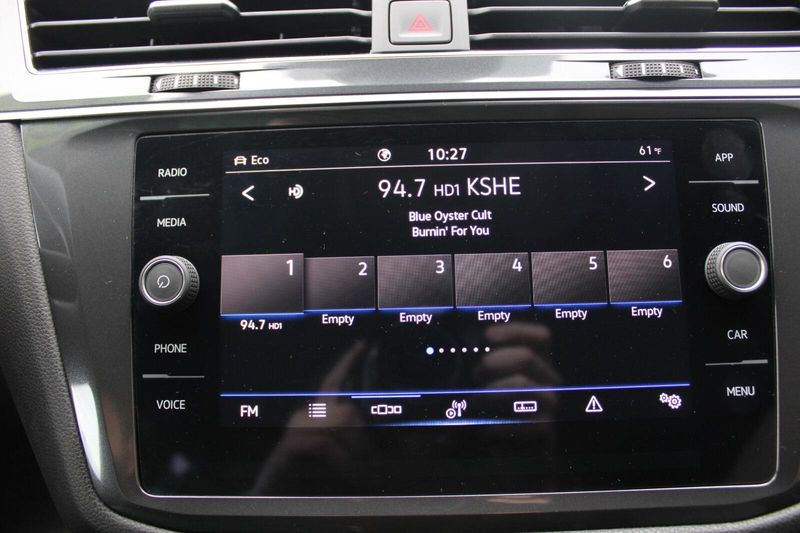 Eco 10:27 61°F
RADIO
APP
94.7 HD1 KSHE
MEDIA
SOUND
Blue Oyster Cult
Burnin' For You
1 2 3 4 5 6
94.7 HD1 Empty Empty Empty Empty Empty
PHONE
CAR
VOICE
MENU
FM